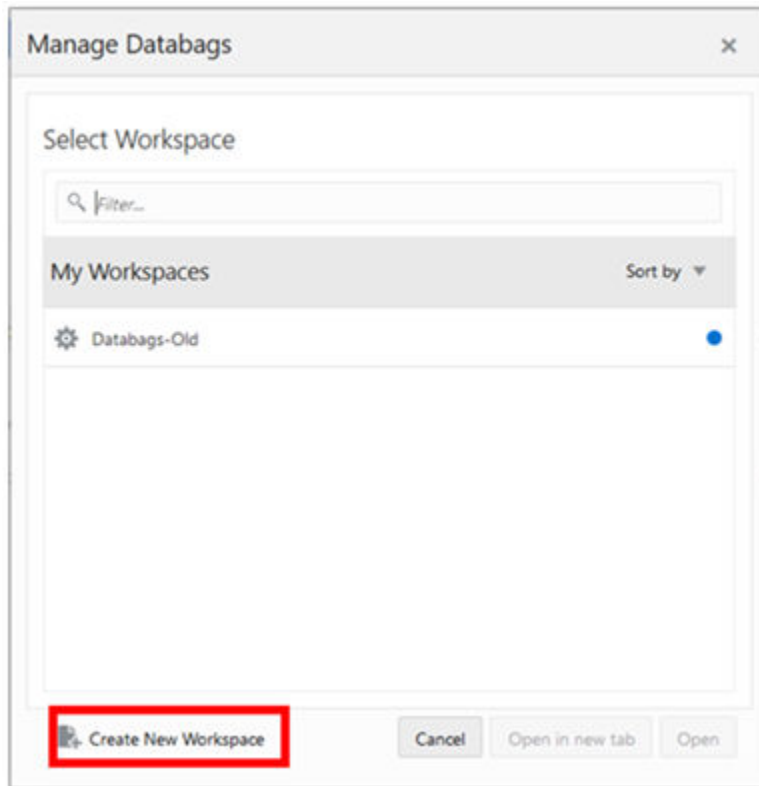 Manage Databags
Select Workspace
Filter...
My Workspaces Sort by
Databags-Old
Create New Workspace Cancel Open in new tab Open